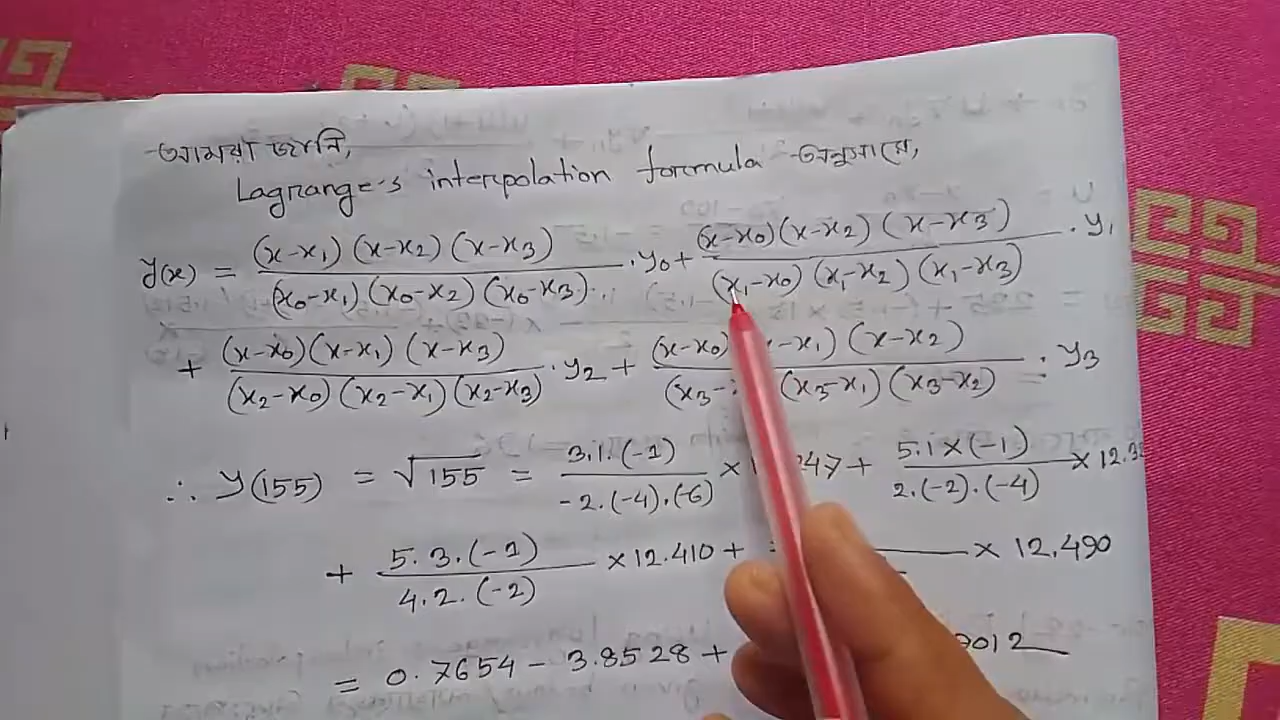 আমরা জানি,
Lagrange's interpolation formula অনুসারে,
y(x) = (x-x₁)(x-x₂)(x-x₃) / (x₀-x₁)(x₀-x₂)(x₀-x₃) · y₀ + (x-x₀)(x-x₂)(x-x₃) / (x₁-x₀)(x₁-x₂)(x₁-x₃) · y₁
+ (x-x₀)(x-x₁)(x-x₃) / (x₂-x₀)(x₂-x₁)(x₂-x₃) · y₂ + (x-x₀) -x₁)(x-x₂) / (x₃- (x₃-x₁)(x₃-x₂) · y₃
∴ y(155) = √155 = 3.1.(-1) / -2.(-4).(-6) × 247 + 5.1×(-1) / 2.(-2).(-4) × 12.3
+ 5.3.(-1) / 4.2.(-2) × 12.410 + × 12.490
= 0.7654 - 3.8528 + 7012